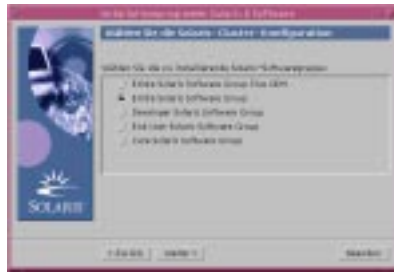 Wählen Sie die Solaris-Cluster-Konfiguration
Wählen Sie die zu installierende Solaris-Softwaregruppe
Entire Solaris Software Group Plus OEM
Entire Solaris Software Group
Developer Solaris Software Group
End User Solaris Software Group
Core Solaris Software Group
SOLARIS
< Zurück
Weiter >
Beenden